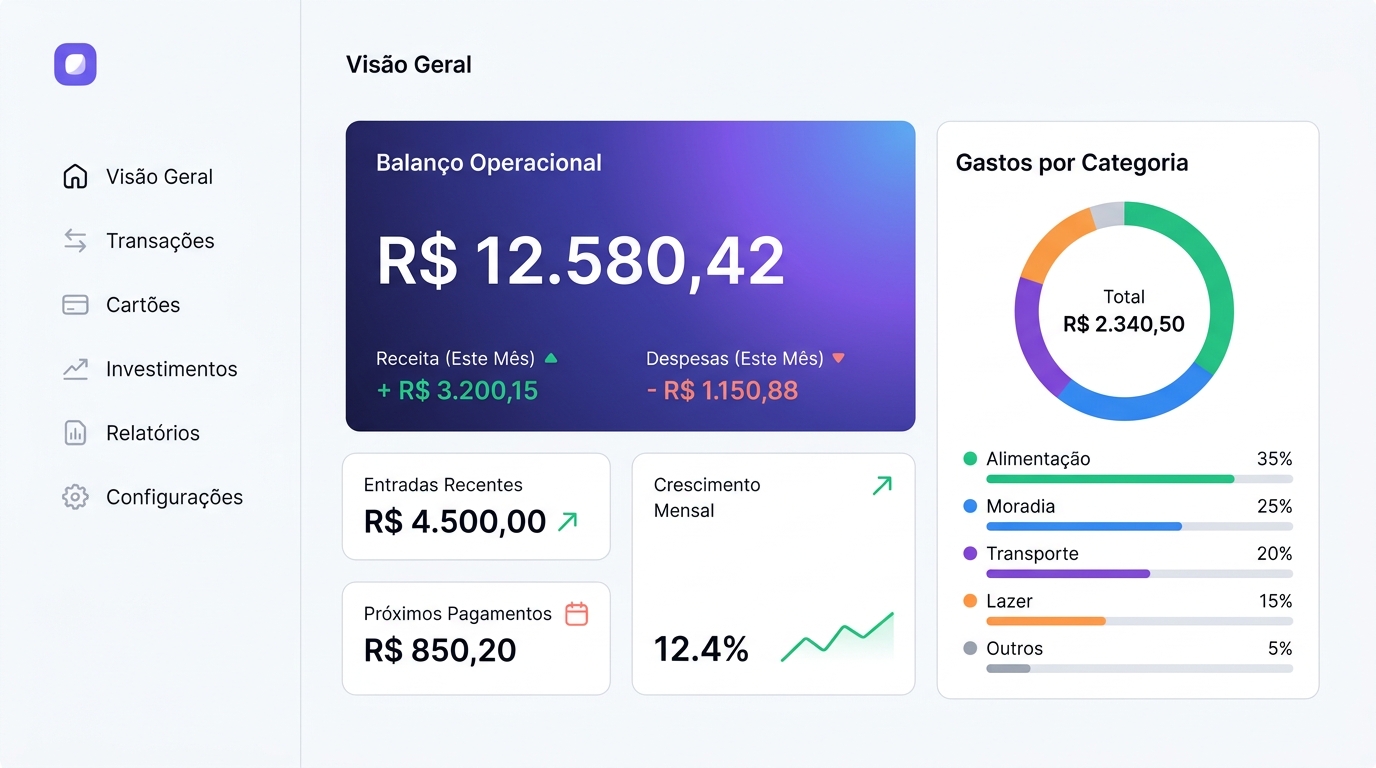 Visão Geral
Transações
Cartões
Investimentos
Relatórios
Configurações
Visão Geral
Balanço Operacional
R$ 12.580,42
Receita (Este Mês)
+ R$ 3.200,15
Despesas (Este Mês)
- R$ 1.150,88
Entradas Recentes
R$ 4.500,00
Próximos Pagamentos
R$ 850,20
Crescimento
Mensal
12.4%
Gastos por Categoria
Total
R$ 2.340,50
Alimentação 35%
Moradia 25%
Transporte 20%
Lazer 15%
Outros 5%